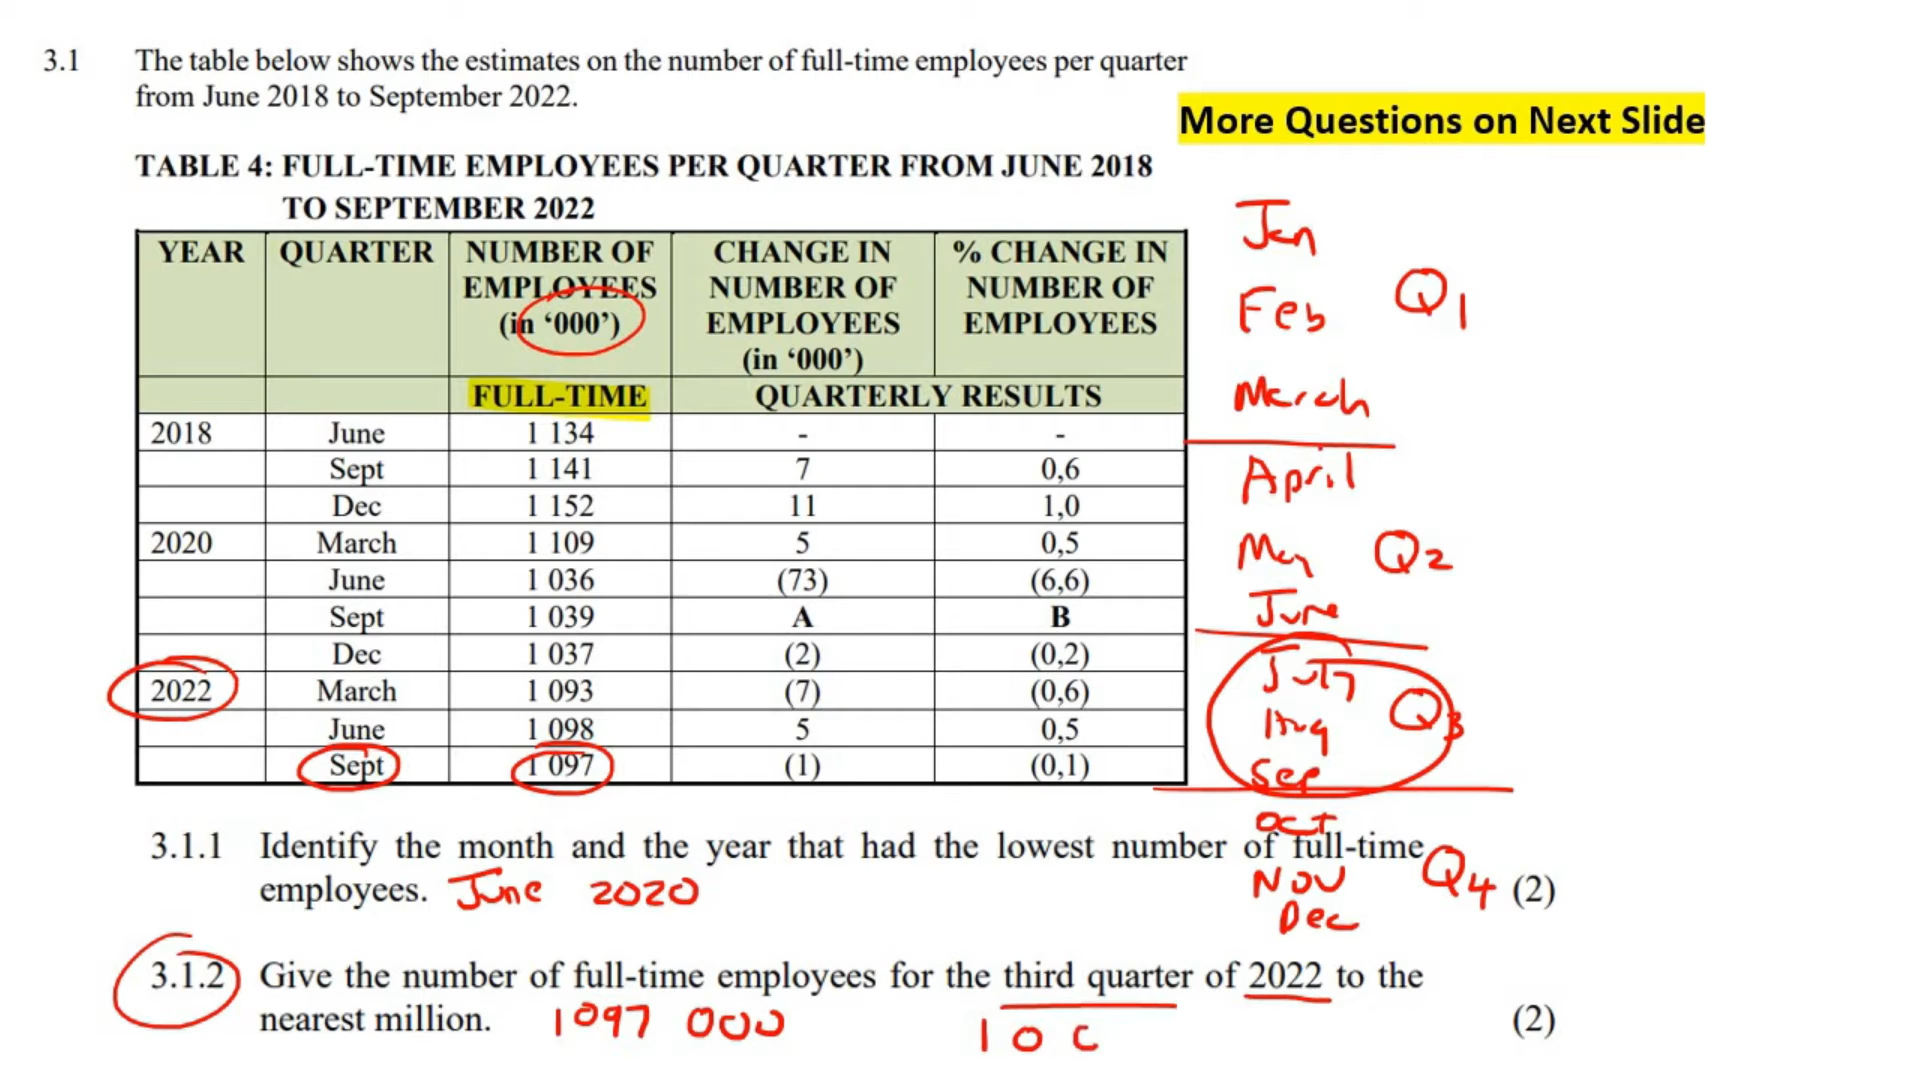 3.1 The table below shows the estimates on the number of full-time employees per quarter
from June 2018 to September 2022.
More Questions on Next Slide
TABLE 4: FULL-TIME EMPLOYEES PER QUARTER FROM JUNE 2018
TO SEPTEMBER 2022
YEAR QUARTER NUMBER OF EMPLOYEES (in ‘000’) CHANGE IN NUMBER OF EMPLOYEES (in ‘000’) % CHANGE IN NUMBER OF EMPLOYEES
FULL-TIME QUARTERLY RESULTS
2018 June 1 134 - -
Sept 1 141 7 0,6
Dec 1 152 11 1,0
2020 March 1 109 5 0,5
June 1 036 (73) (6,6)
Sept 1 039 A B
Dec 1 037 (2) (0,2)
2022 March 1 093 (7) (0,6)
June 1 098 5 0,5
Sept 1 097 (1) (0,1)
Jan
Feb Q1
March
April
May Q2
June
July
Aug Q3
Sep
Oct
Nov Q4
Dec
3.1.1 Identify the month and the year that had the lowest number of full-time
employees. June 2020 (2)
3.1.2 Give the number of full-time employees for the third quarter of 2022 to the
nearest million. 1097 000 1 0 0 (2)